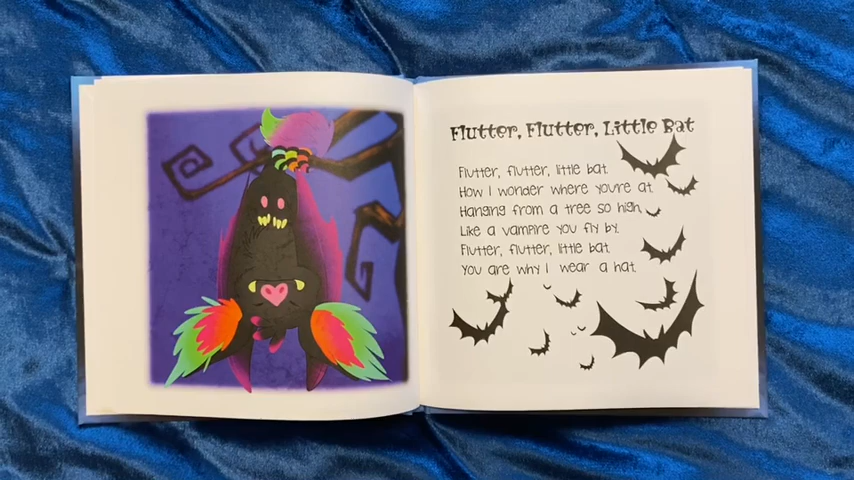 Flutter, Flutter, Little Bat
Flutter, flutter, little bat.
How I wonder where you're at.
Hanging from a tree so high,
Like a vampire you fly by.
Flutter, flutter, little bat.
You are why I wear a hat.